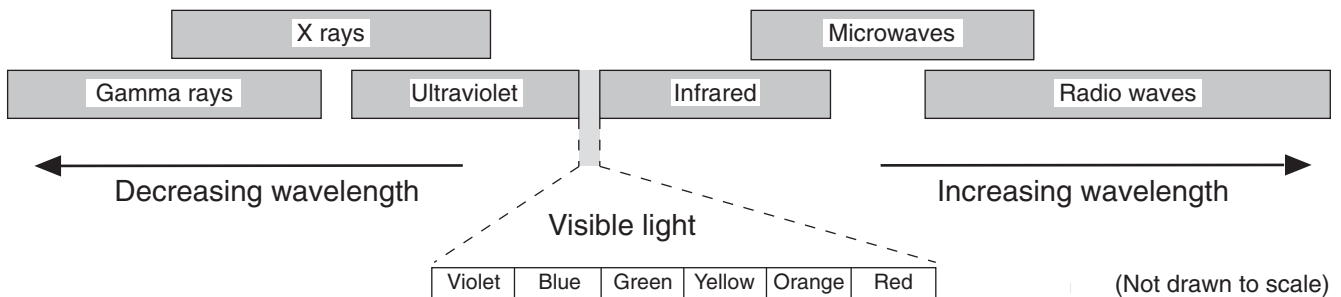 X rays
Microwaves
Gamma rays
Ultraviolet
Infrared
Radio waves
Decreasing wavelength
Increasing wavelength
Visible light
Violet
Blue
Green
Yellow
Orange
Red
(Not drawn to scale)